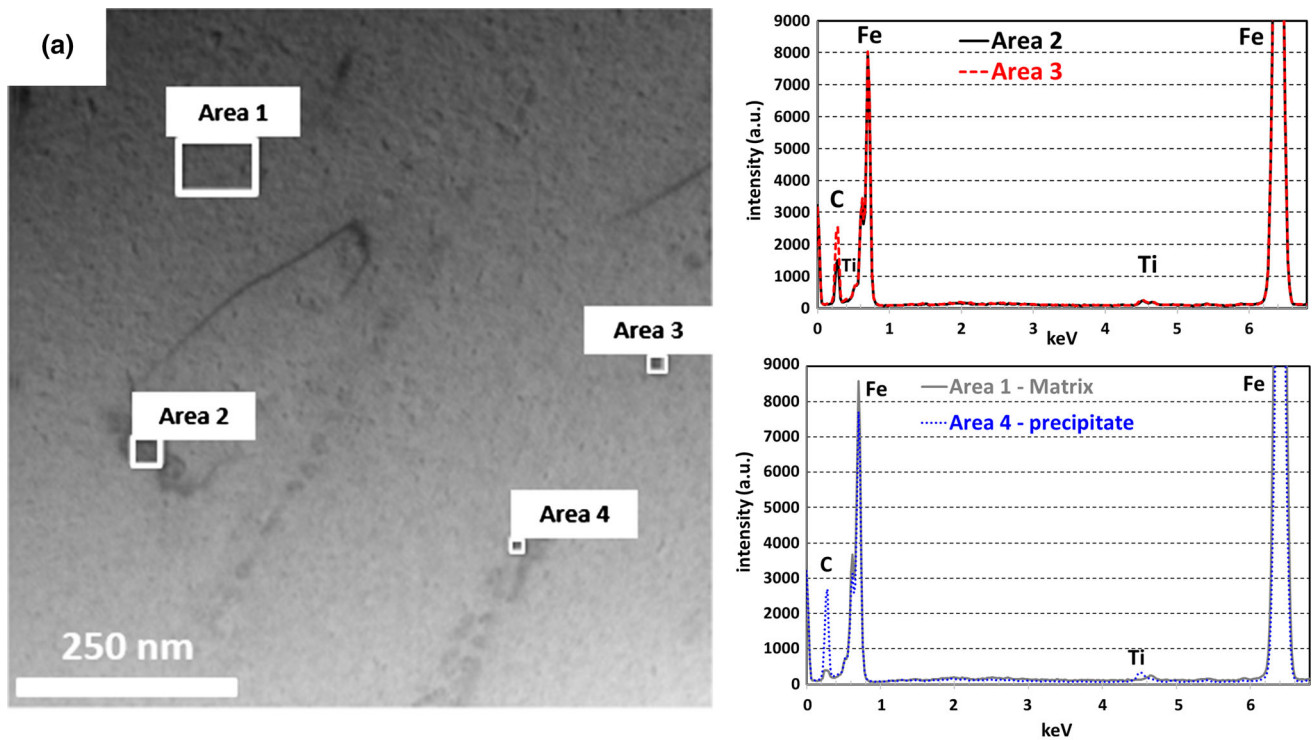 (a)
Area 1
Area 2
Area 3
Area 4
250 nm
9000
8000
7000
6000
5000
4000
3000
2000
1000
0
intensity (a.u.)
Fe
Area 2
Area 3
Fe
C
Ti
Ti
0 1 2 3 4 5 6
keV
9000
8000
7000
6000
5000
4000
3000
2000
1000
0
intensity (a.u.)
Fe
Area 1 - Matrix
Area 4 - precipitate
Fe
C
Ti
0 1 2 3 4 5 6
keV